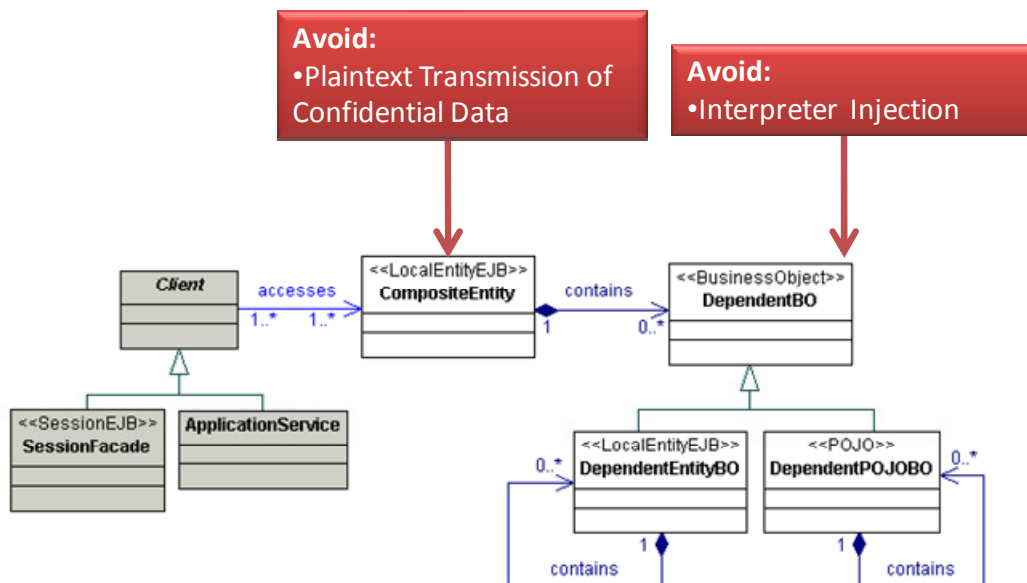 Avoid:
•Plaintext Transmission of
Confidential Data
Avoid:
•Interpreter Injection
Client
accesses
1..*
1..*
<<LocalEntityEJB>>
CompositeEntity
contains
1
0..*
<<BusinessObject>>
DependentBO
<<SessionEJB>>
SessionFacade
ApplicationService
<<LocalEntityEJB>>
DependentEntityBO
0..*
<<POJO>>
DependentPOJOBO
0..*
1
contains
1
contains